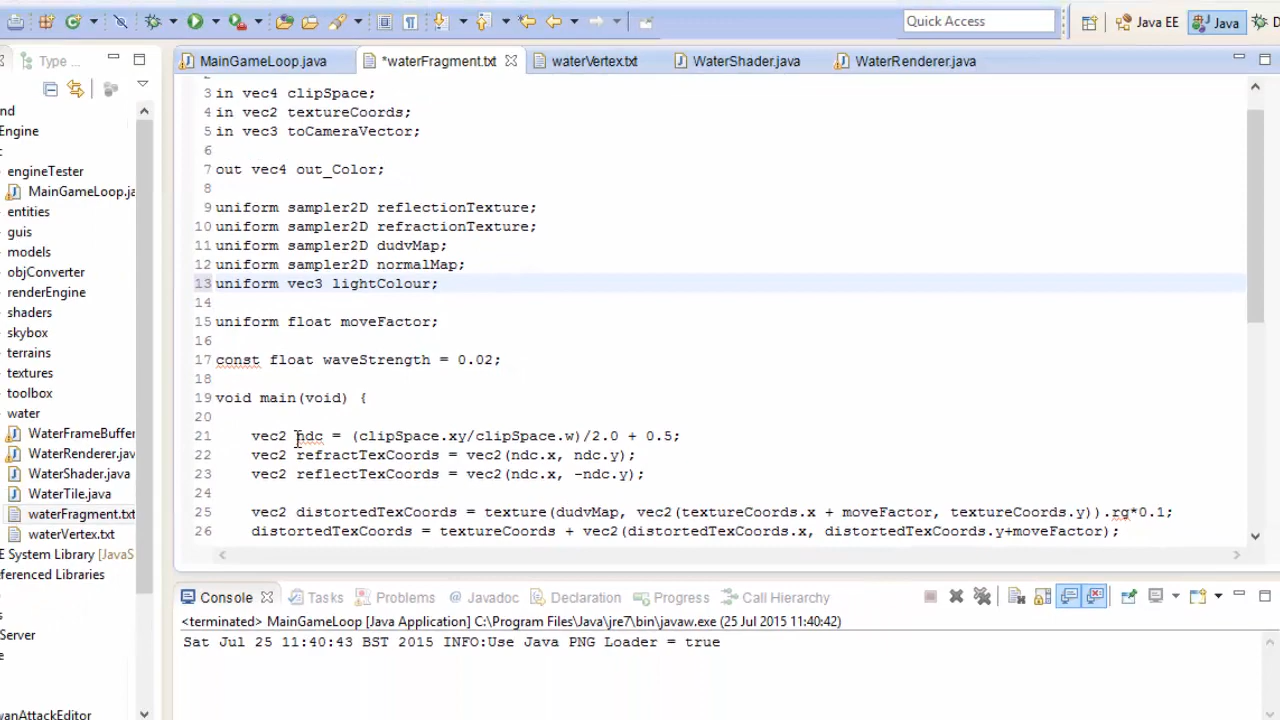 Quick Access
Java EE
Java
D
Type ...
MainGameLoop.java
*waterFragment.txt
waterVertex.txt
WaterShader.java
WaterRenderer.java
nd
Engine
engineTester
MainGameLoop.ja
entities
guis
models
objConverter
renderEngine
shaders
skybox
terrains
textures
toolbox
water
WaterFrameBuffer
WaterRenderer.jav
WaterShader.java
WaterTile.java
waterFragment.txt
waterVertex.txt
E System Library [JavaS
ferenced Libraries
Server
wanAttackEditor
3 in vec4 clipSpace;
4 in vec2 textureCoords;
5 in vec3 toCameraVector;
6
7 out vec4 out_Color;
8
9 uniform sampler2D reflectionTexture;
10 uniform sampler2D refractionTexture;
11 uniform sampler2D dudvMap;
12 uniform sampler2D normalMap;
13 uniform vec3 lightColour;
14
15 uniform float moveFactor;
16
17 const float waveStrength = 0.02;
18
19 void main(void) {
20
21 vec2 ndc = (clipSpace.xy/clipSpace.w)/2.0 + 0.5;
22 vec2 refractTexCoords = vec2(ndc.x, ndc.y);
23 vec2 reflectTexCoords = vec2(ndc.x, -ndc.y);
24
25 vec2 distortedTexCoords = texture(dudvMap, vec2(textureCoords.x + moveFactor, textureCoords.y)).rg*0.1;
26 distortedTexCoords = textureCoords + vec2(distortedTexCoords.x, distortedTexCoords.y+moveFactor);
Console
Tasks
Problems
Javadoc
Declaration
Progress
Call Hierarchy
<terminated> MainGameLoop [Java Application] C:\Program Files\Java\jre7\bin\javaw.exe (25 Jul 2015 11:40:42)
Sat Jul 25 11:40:43 BST 2015 INFO:Use Java PNG Loader = true